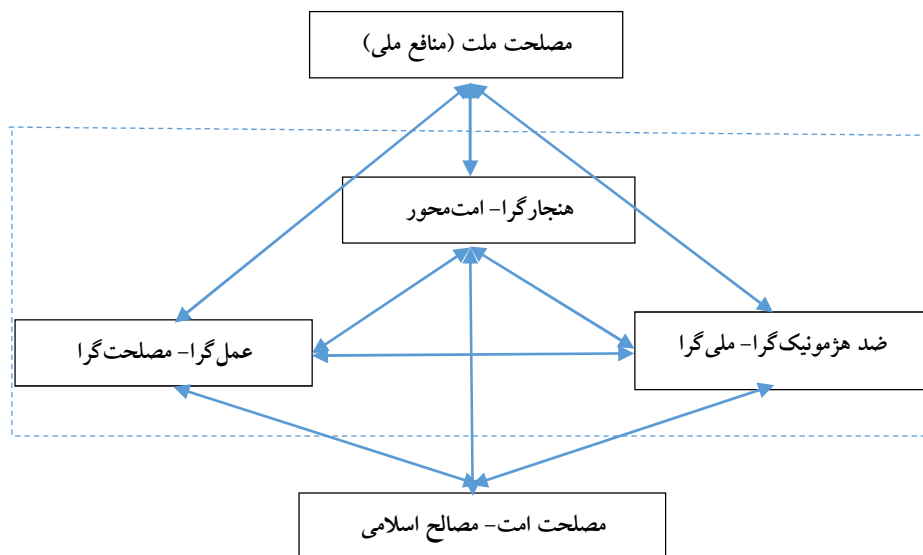 مصلحت ملت (منافع ملی)
هنجارگرا- امت‌محور
ضد هژمونیک‌گرا- ملی‌گرا
عمل‌گرا- مصلحت‌گرا
مصلحت امت- مصالح اسلامی